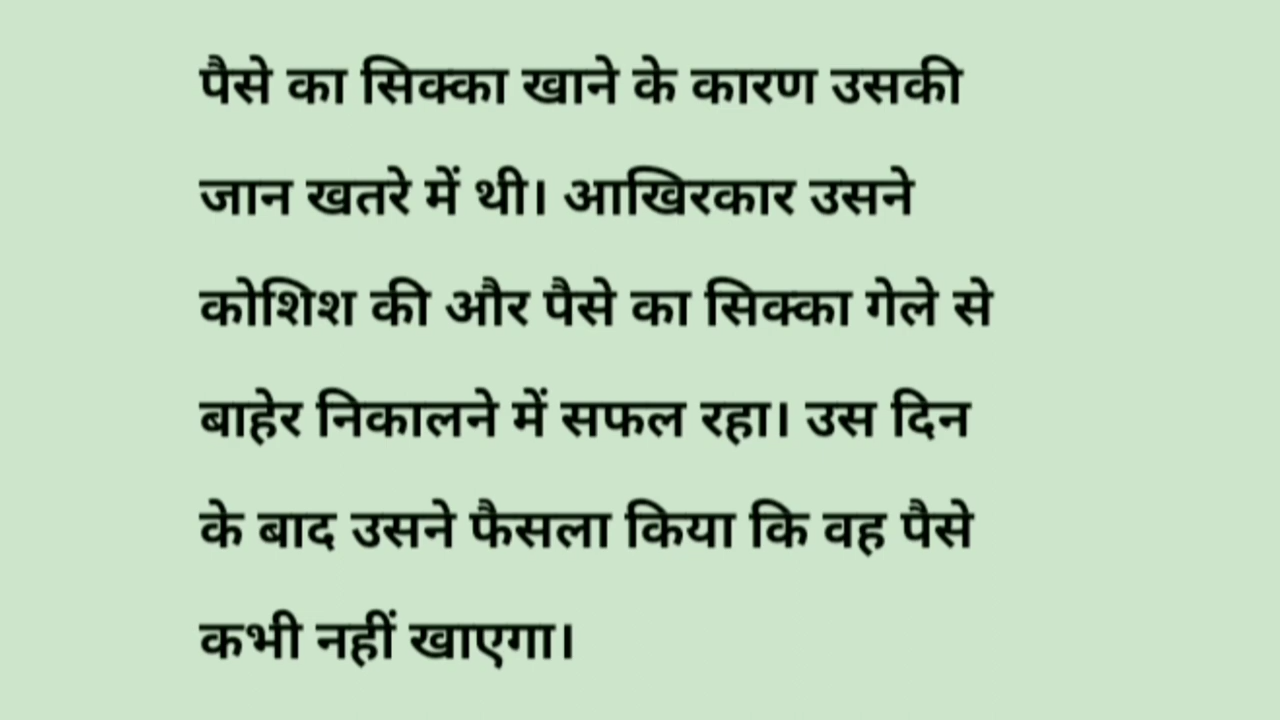 पैसे का सिक्का खाने के कारण उसकी
जान खतरे में थी। आखिरकार उसने
कोशिश की और पैसे का सिक्का गेले से
बाहेर निकालने में सफल रहा। उस दिन
के बाद उसने फैसला किया कि वह पैसे
कभी नहीं खाएगा।